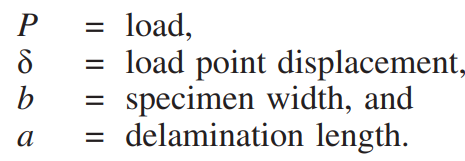 P = load,
δ = load point displacement,
b = specimen width, and
a = delamination length.